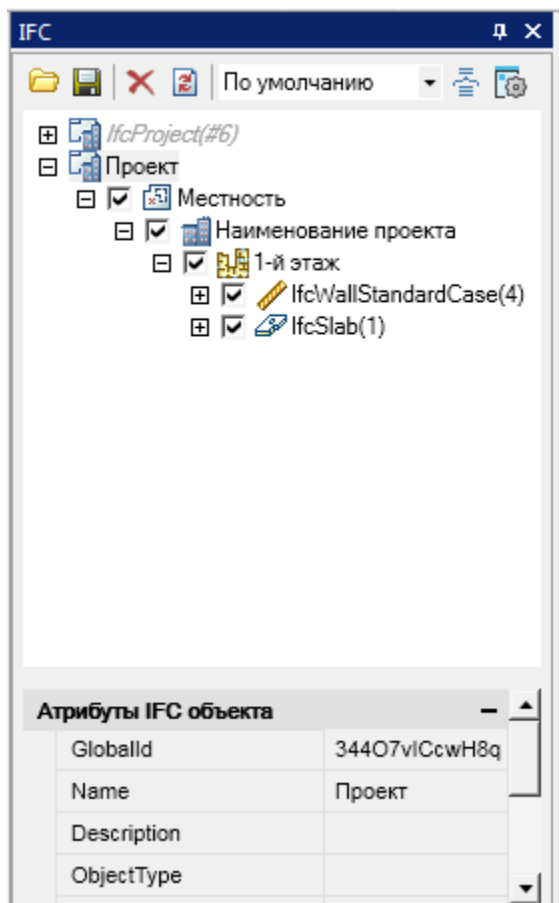 IFC
По умолчанию
IfcProject(#6)
Проект
Местность
Наименование проекта
1-й этаж
IfcWallStandardCase(4)
IfcSlab(1)
Атрибуты IFC объекта
GlobalId 344O7vICcwH8q
Name Проект
Description
ObjectType